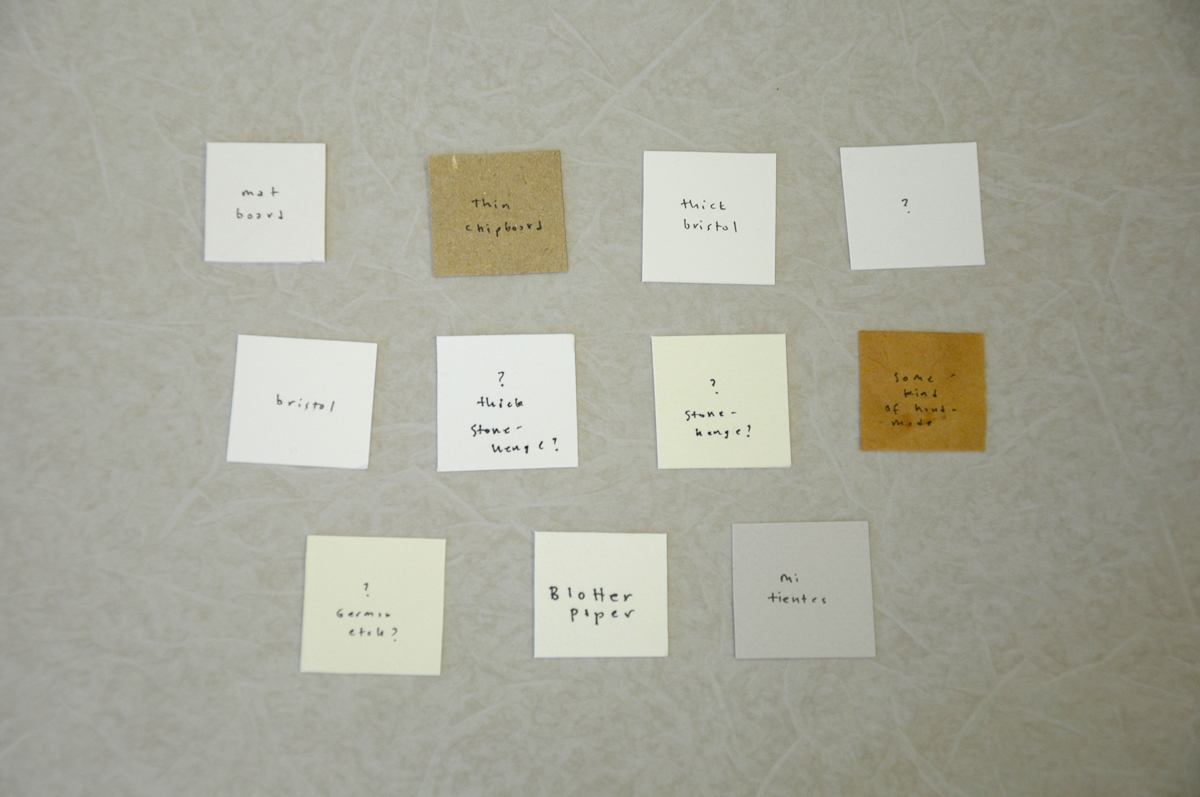 mat
board
thin
chipboard
thick
bristol
?
bristol
?
thick
stone-
henge?
?
stone-
henge?
some
kind
of hand-
made
?
German
etch?
Blotter
paper
mi
tientes